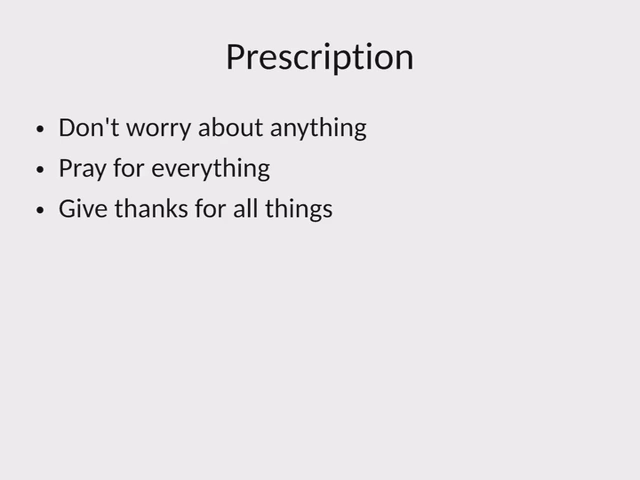 Prescription
• Don't worry about anything
• Pray for everything
• Give thanks for all things